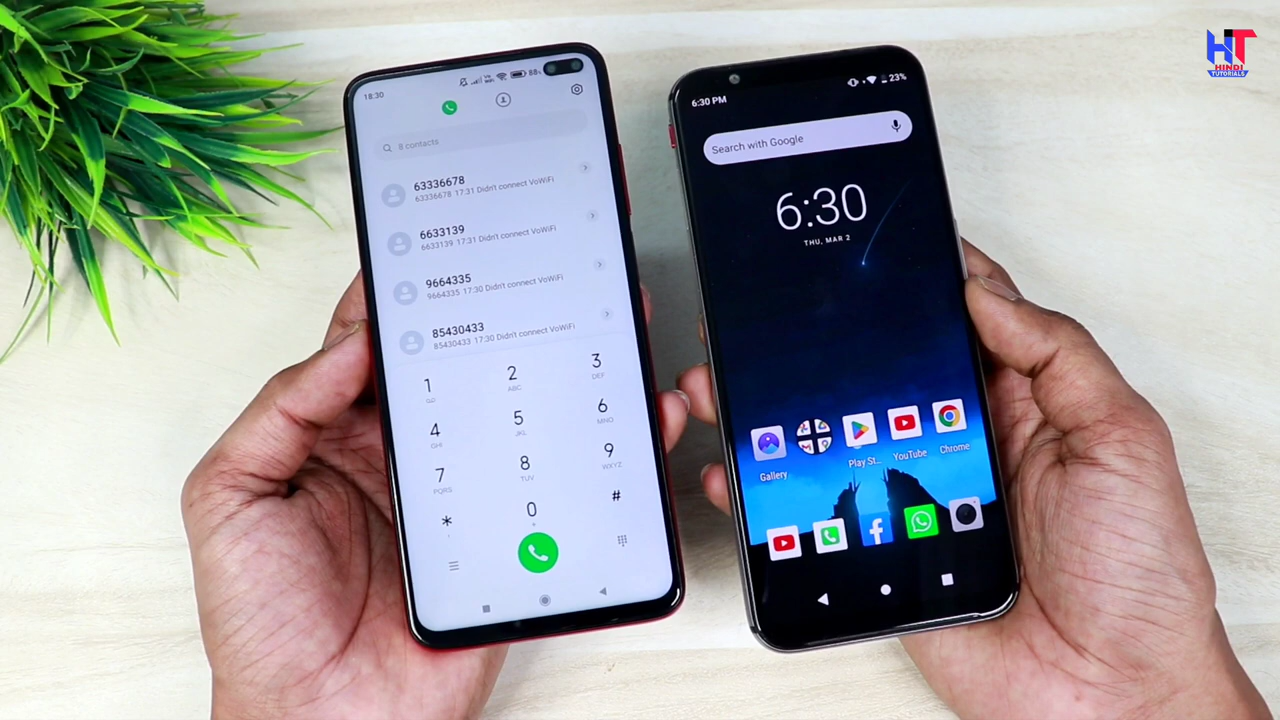 HT
HINDI
TUTORIALS
18:30
Vo
WiFi
88%
8 contacts
63336678
63336678 17:31 Didn't connect VoWiFi
6633139
6633139 17:31 Didn't connect VoWiFi
9664335
9664335 17:30 Didn't connect VoWiFi
85430433
85430433 17:30 Didn't connect VoWiFi
1 2 3
ABC DEF
4 5 6
GHI JKL MNO
7 8 9
PQRS TUV WXYZ
* 0 #
+
6:30 PM
23%
Search with Google
6:30
THU, MAR 2
Gallery Play St... YouTube Chrome